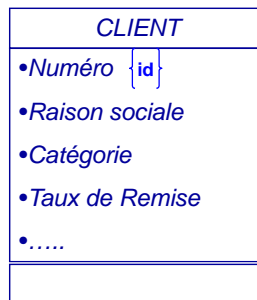 CLIENT
•Numéro {id}
•Raison sociale
•Catégorie
•Taux de Remise
•…..